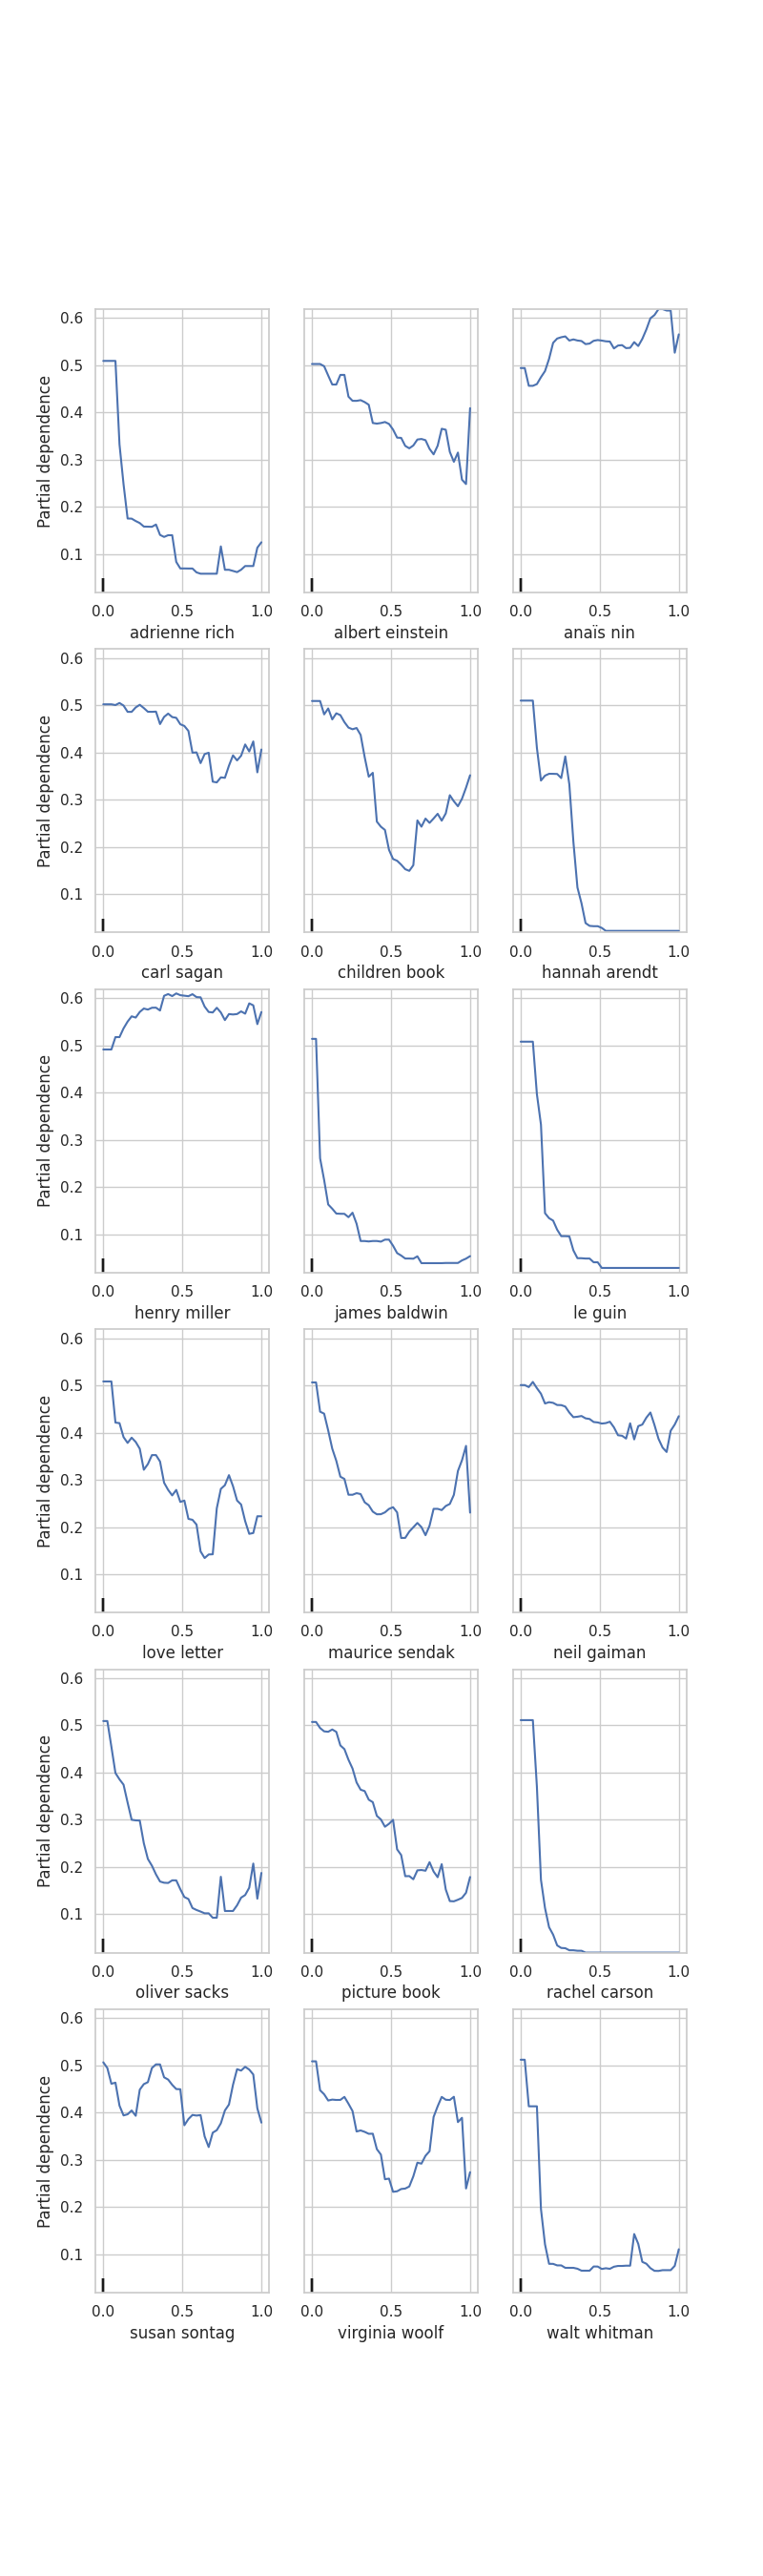 0.6
0.5
0.4
0.3
0.2
0.1
Partial dependence
0.0 0.5 1.0 0.0 0.5 1.0 0.0 0.5 1.0
adrienne rich albert einstein anaïs nin
0.6
0.5
0.4
0.3
0.2
0.1
Partial dependence
0.0 0.5 1.0 0.0 0.5 1.0 0.0 0.5 1.0
carl sagan children book hannah arendt
0.6
0.5
0.4
0.3
0.2
0.1
Partial dependence
0.0 0.5 1.0 0.0 0.5 1.0 0.0 0.5 1.0
henry miller james baldwin le guin
0.6
0.5
0.4
0.3
0.2
0.1
Partial dependence
0.0 0.5 1.0 0.0 0.5 1.0 0.0 0.5 1.0
love letter maurice sendak neil gaiman
0.6
0.5
0.4
0.3
0.2
0.1
Partial dependence
0.0 0.5 1.0 0.0 0.5 1.0 0.0 0.5 1.0
oliver sacks picture book rachel carson
0.6
0.5
0.4
0.3
0.2
0.1
Partial dependence
0.0 0.5 1.0 0.0 0.5 1.0 0.0 0.5 1.0
susan sontag virginia woolf walt whitman